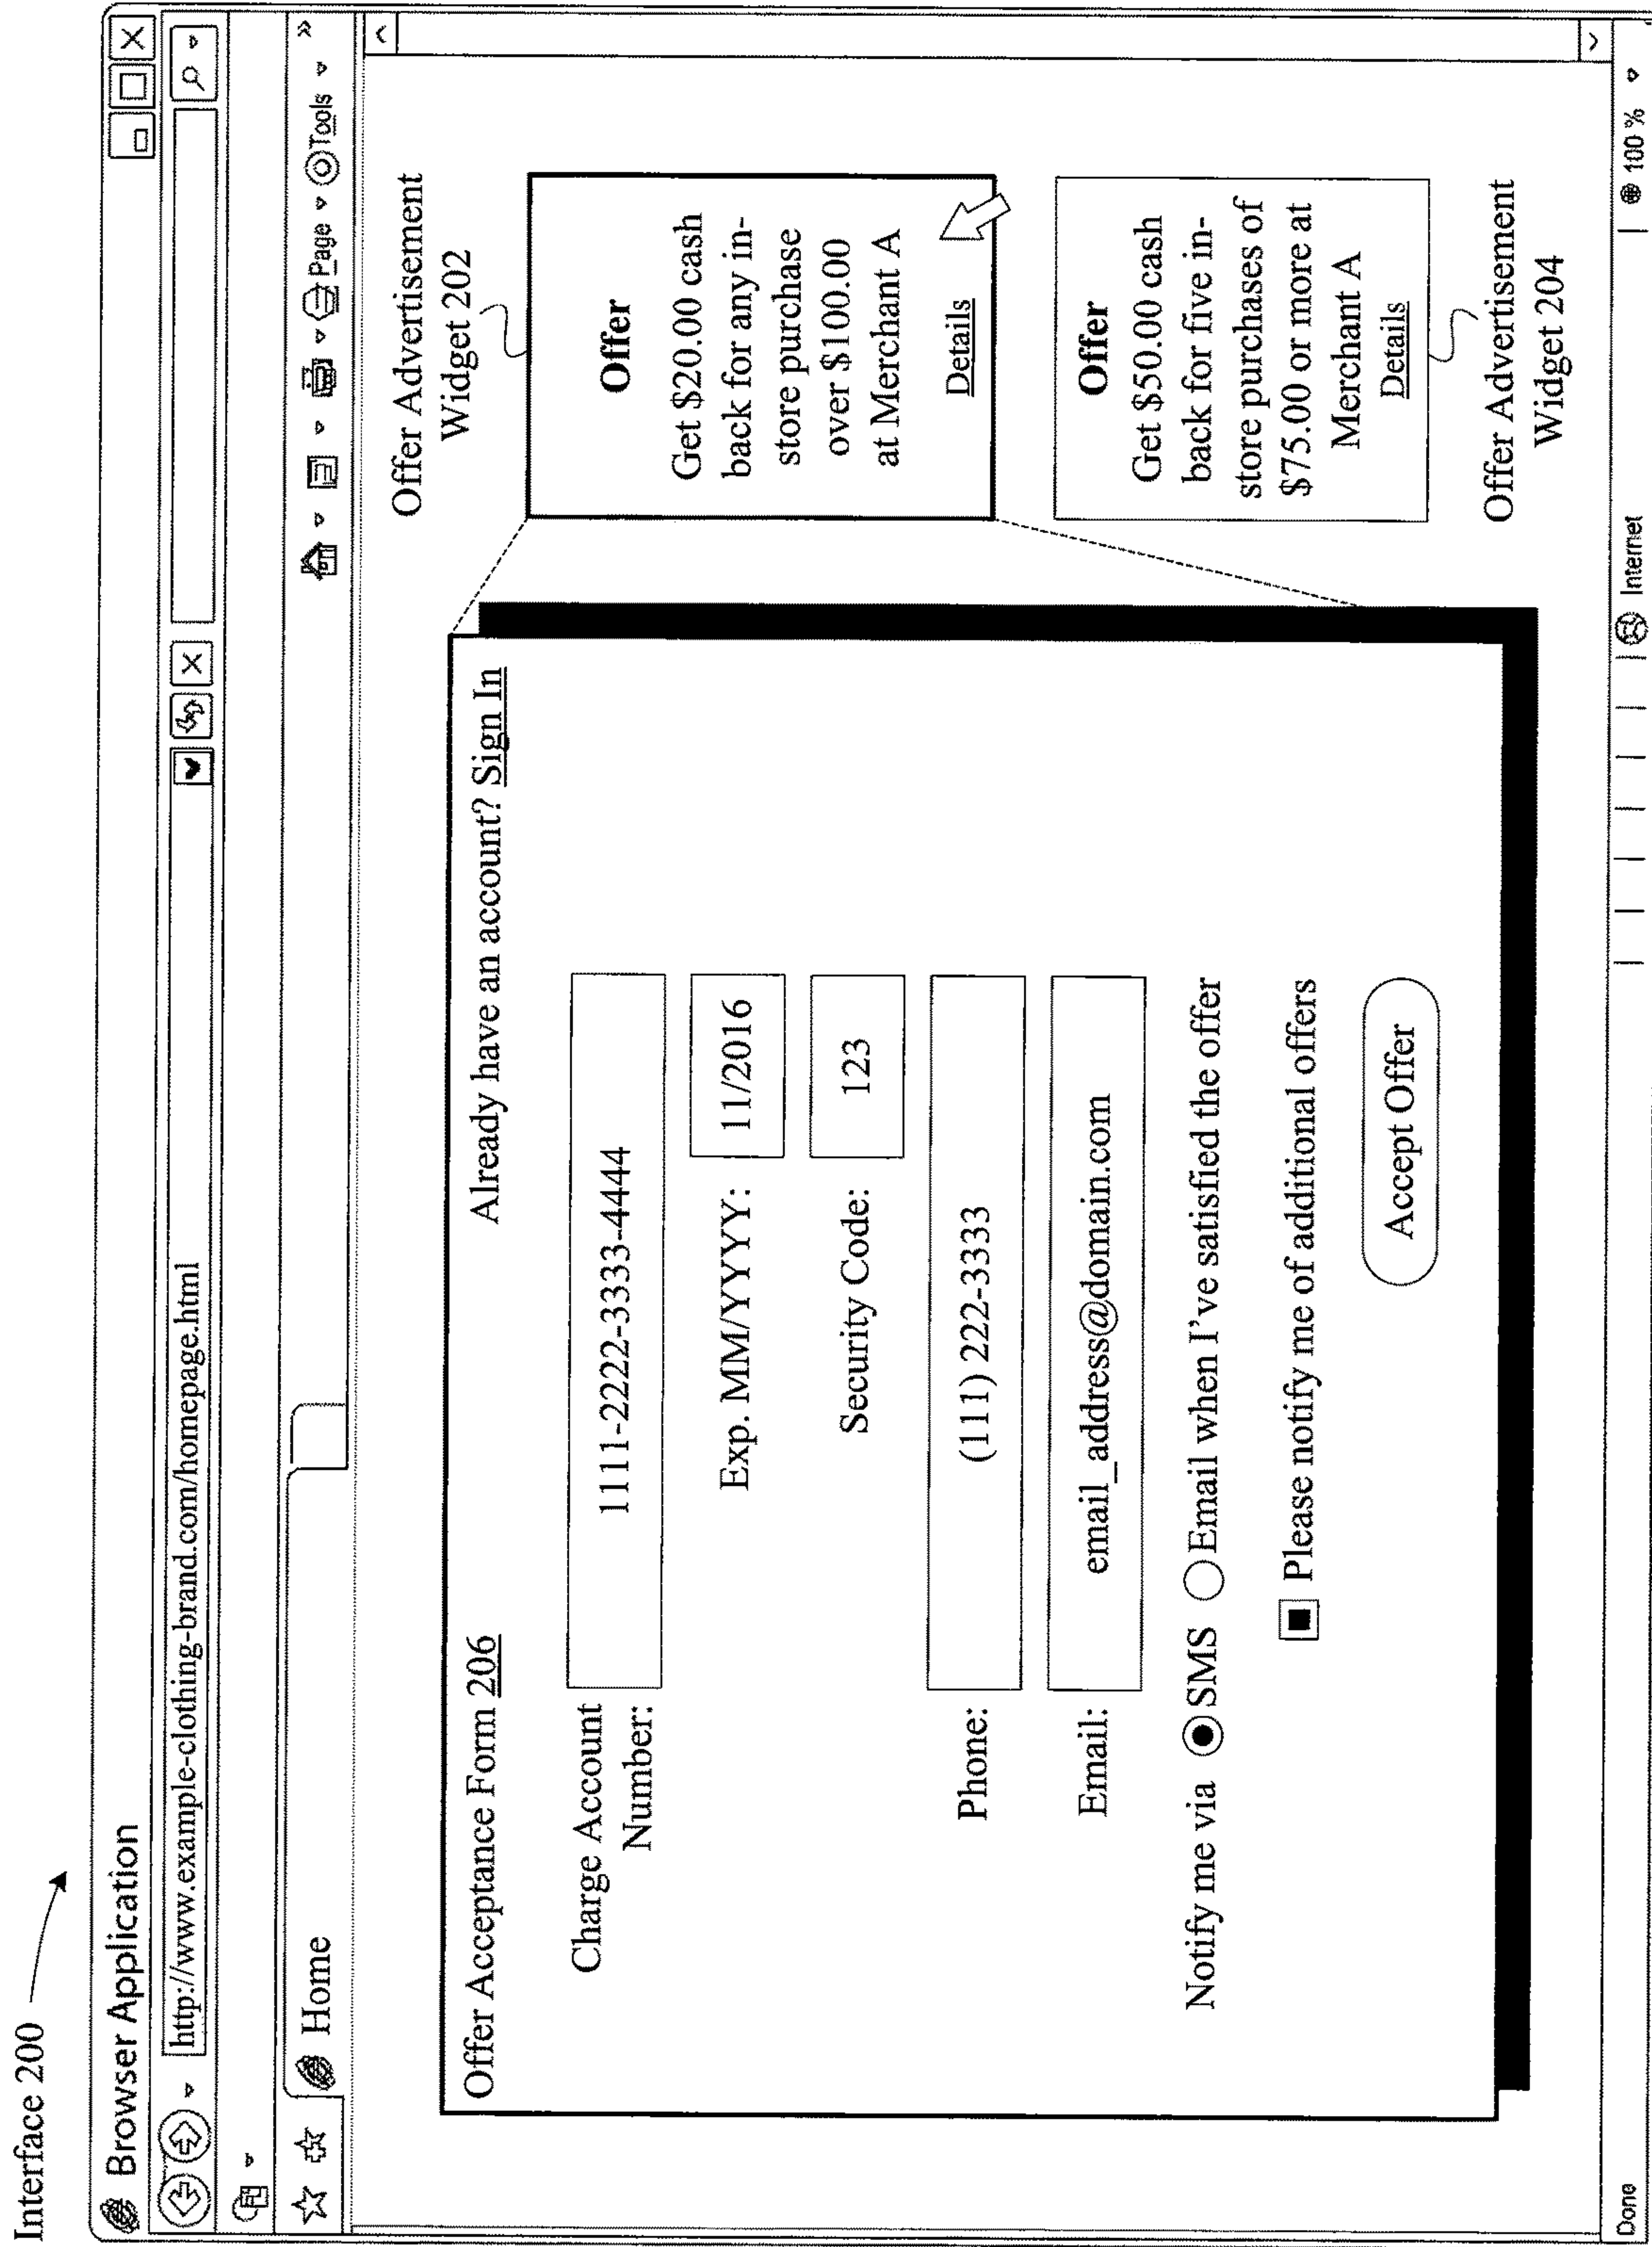 Interface 200
Browser Application
http://www.example-clothing-brand.com/homepage.html
Home
Page
Tools
»
Offer Acceptance Form 206
Already have an account? Sign In
Charge Account
Number:
1111-2222-3333-4444
Exp. MM/YYYY:
11/2016
Security Code:
123
Phone:
(111) 222-3333
Email:
email_address@domain.com
Notify me via SMS Email when I've satisfied the offer
Please notify me of additional offers
Accept Offer
Offer Advertisement
Widget 202
Offer
Get $20.00 cash
back for any in-
store purchase
over $100.00
at Merchant A
Details
Offer
Get $50.00 cash
back for five in-
store purchases of
$75.00 or more at
Merchant A
Details
Offer Advertisement
Widget 204
Done
Internet
100 %